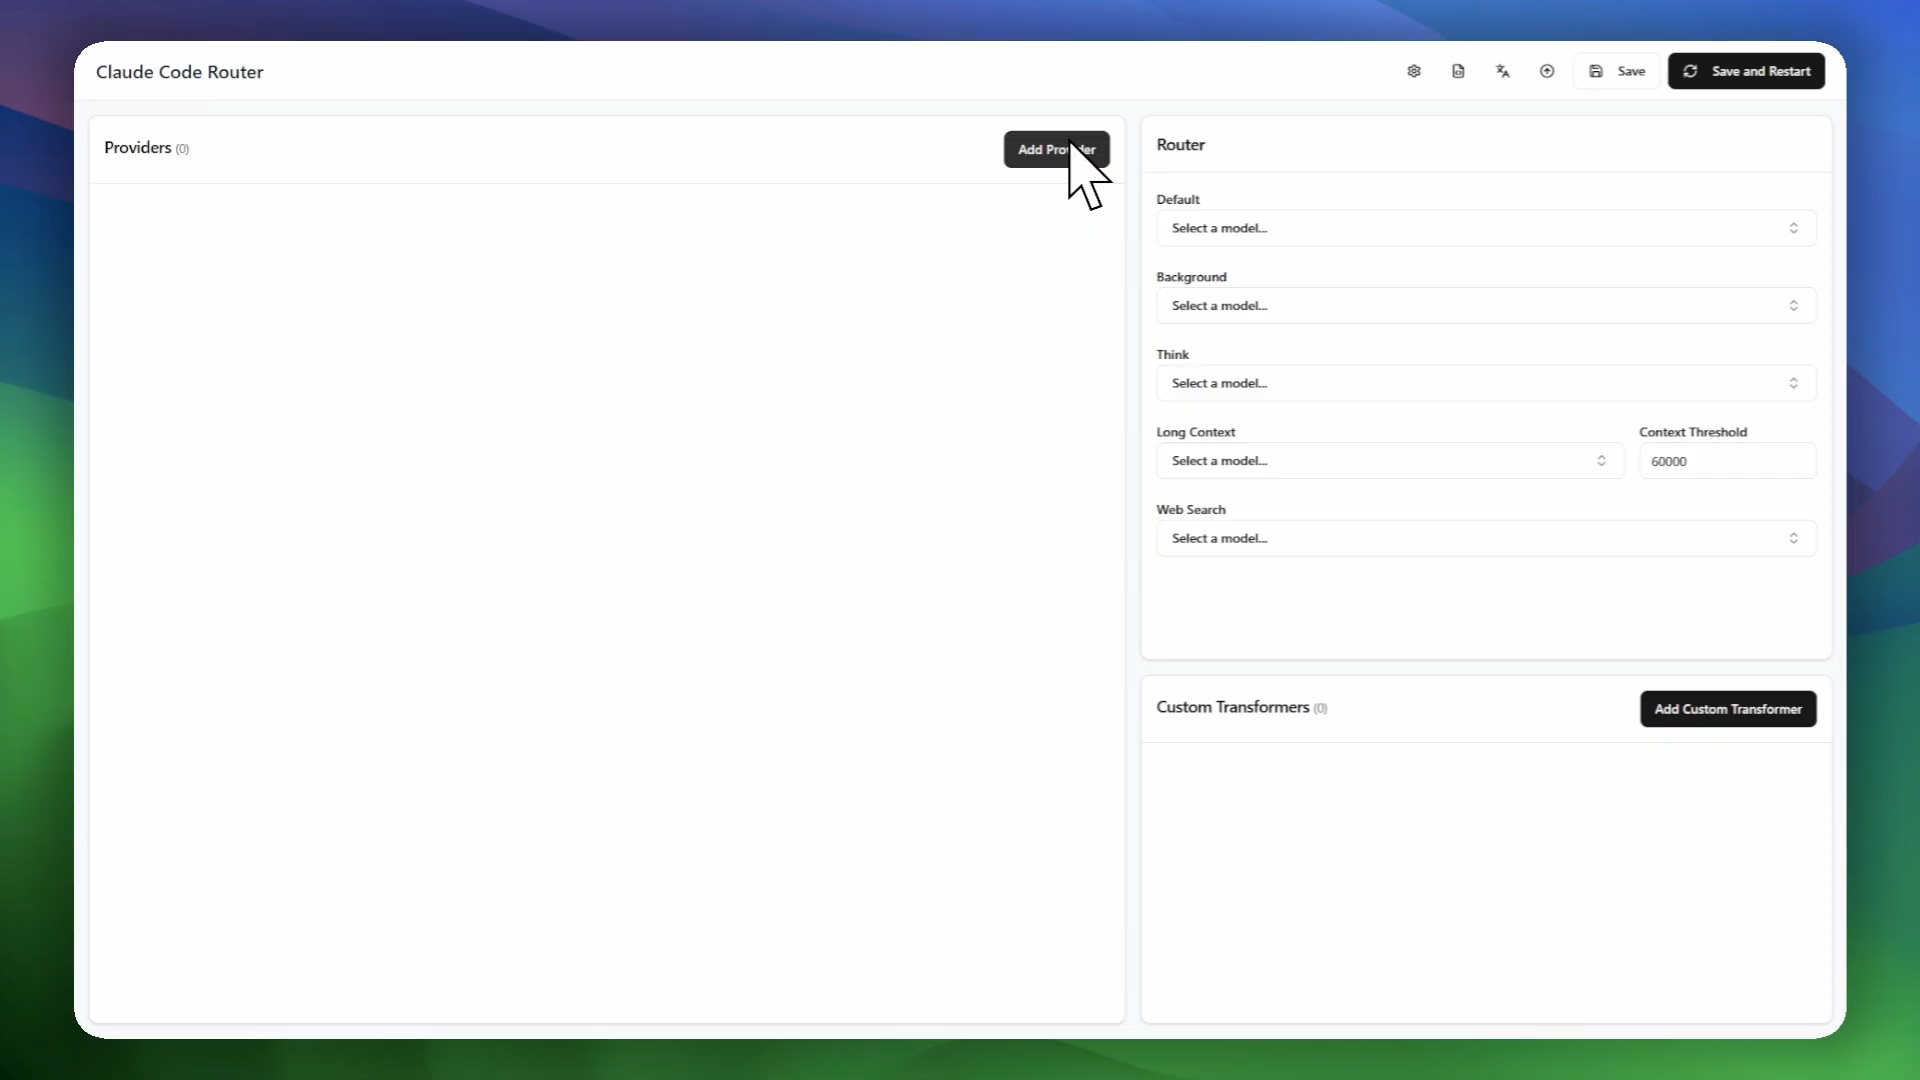 Claude Code Router
Save
Save and Restart
Providers (0)
Add Provider
Router
Default
Select a model...
Background
Select a model...
Think
Select a model...
Long Context
Context Threshold
Select a model...
60000
Web Search
Select a model...
Custom Transformers (0)
Add Custom Transformer